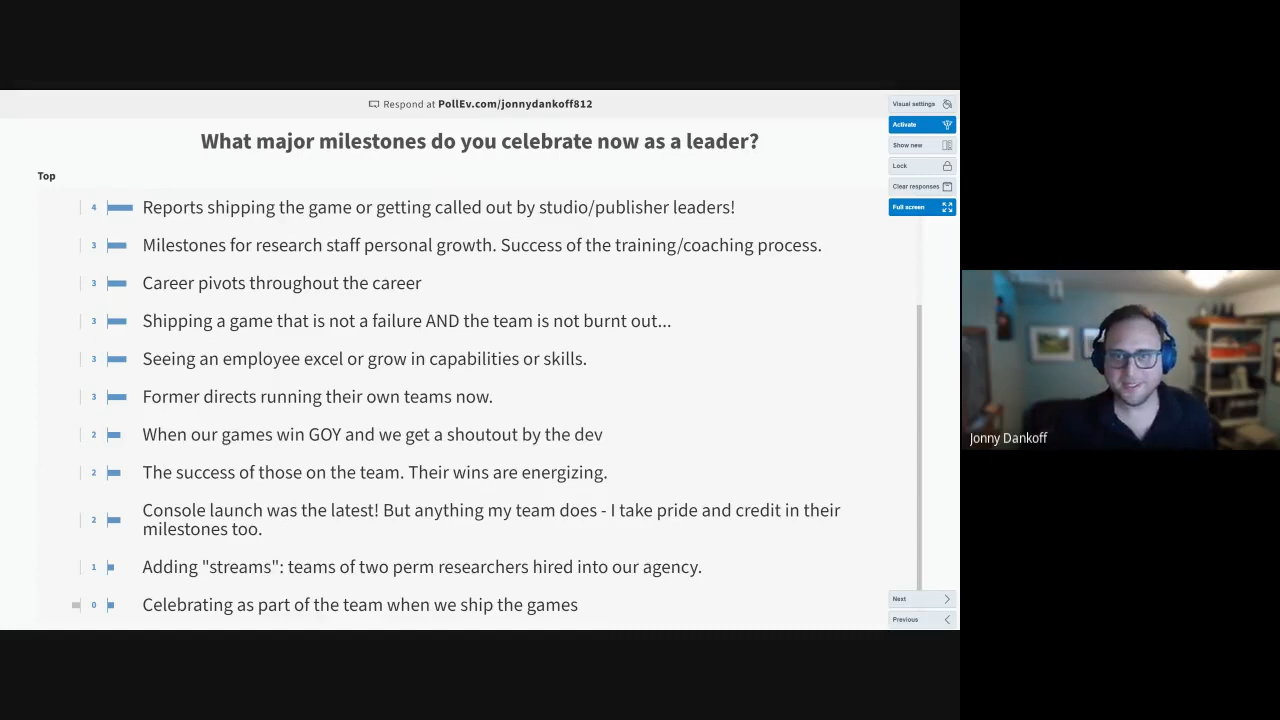 Respond at PollEv.com/jonnydankoff812
What major milestones do you celebrate now as a leader?
Top
4 Reports shipping the game or getting called out by studio/publisher leaders!
3 Milestones for research staff personal growth. Success of the training/coaching process.
3 Career pivots throughout the career
3 Shipping a game that is not a failure AND the team is not burnt out...
3 Seeing an employee excel or grow in capabilities or skills.
3 Former directs running their own teams now.
2 When our games win GOY and we get a shoutout by the dev
2 The success of those on the team. Their wins are energizing.
2 Console launch was the latest! But anything my team does - I take pride and credit in their
milestones too.
1 Adding "streams": teams of two perm researchers hired into our agency.
0 Celebrating as part of the team when we ship the games
Visual settings
Activate
Show new
Lock
Clear responses
Full screen
Next
Previous
Jonny Dankoff